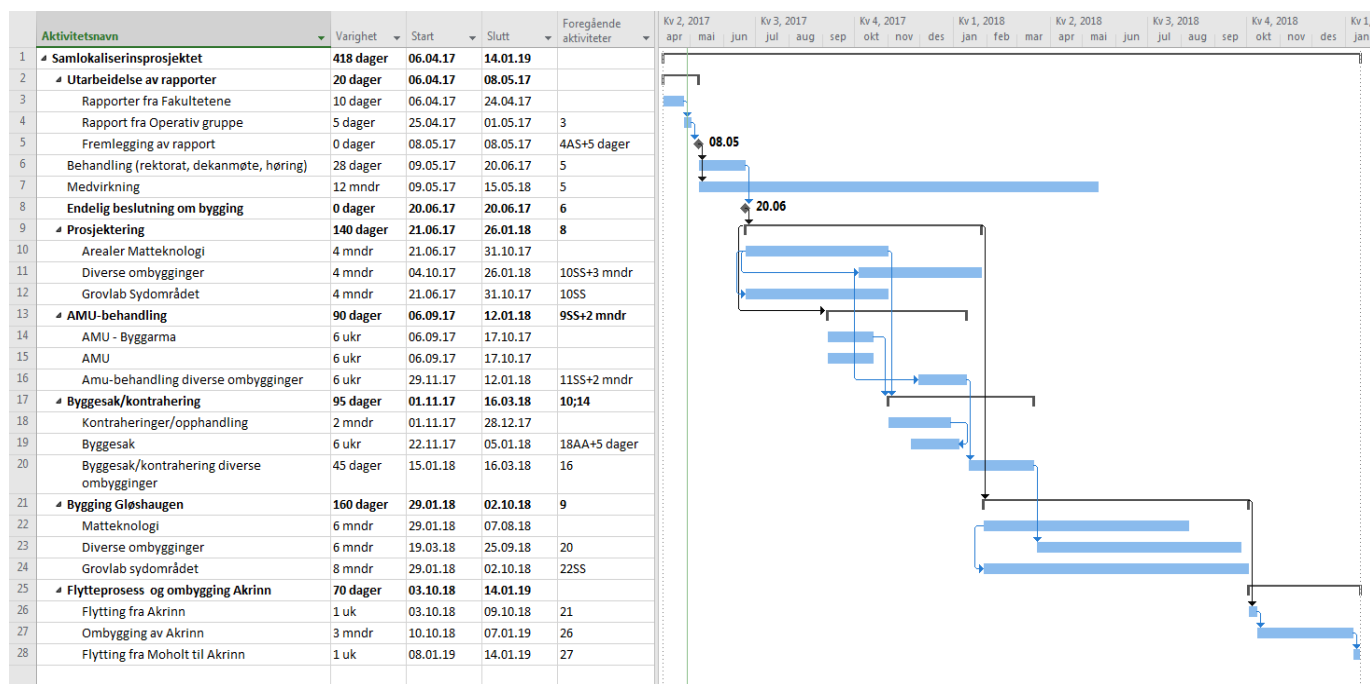 Kv 2, 2017 Kv 3, 2017 Kv 4, 2017 Kv 1, 2018 Kv 2, 2018 Kv 3, 2018 Kv 4, 2018 Kv 1,
Aktivitetsnavn Varighet Start Slutt Foregående aktiviteter apr mai jun jul aug sep okt nov des jan feb mar apr mai jun jul aug sep okt nov des jan
1 Samlokaliserinsprosjektet 418 dager 06.04.17 14.01.19
2 Utarbeidelse av rapporter 20 dager 06.04.17 08.05.17
3 Rapporter fra Fakultetene 10 dager 06.04.17 24.04.17
4 Rapport fra Operativ gruppe 5 dager 25.04.17 01.05.17 3
5 Fremlegging av rapport 0 dager 08.05.17 08.05.17 4AS+5 dager 08.05
6 Behandling (rektorat, dekanmøte, høring) 28 dager 09.05.17 20.06.17 5
7 Medvirkning 12 mndr 09.05.17 15.05.18 5
8 Endelig beslutning om bygging 0 dager 20.06.17 20.06.17 6 20.06
9 Prosjektering 140 dager 21.06.17 26.01.18 8
10 Arealer Matteknologi 4 mndr 21.06.17 31.10.17
11 Diverse ombygginger 4 mndr 04.10.17 26.01.18 10SS+3 mndr
12 Grovlab Sydområdet 4 mndr 21.06.17 31.10.17 10SS
13 AMU-behandling 90 dager 06.09.17 12.01.18 9SS+2 mndr
14 AMU - Byggarma 6 ukr 06.09.17 17.10.17
15 AMU 6 ukr 06.09.17 17.10.17
16 Amu-behandling diverse ombygginger 6 ukr 29.11.17 12.01.18 11SS+2 mndr
17 Byggesak/kontrahering 95 dager 01.11.17 16.03.18 10;14
18 Kontraheringer/opphandling 2 mndr 01.11.17 28.12.17
19 Byggesak 6 ukr 22.11.17 05.01.18 18AA+5 dager
20 Byggesak/kontrahering diverse 45 dager 15.01.18 16.03.18 16
ombygginger
21 Bygging Gløshaugen 160 dager 29.01.18 02.10.18 9
22 Matteknologi 6 mndr 29.01.18 07.08.18
23 Diverse ombygginger 6 mndr 19.03.18 25.09.18 20
24 Grovlab sydområdet 8 mndr 29.01.18 02.10.18 22SS
25 Flytteprosess og ombygging Akrinn 70 dager 03.10.18 14.01.19
26 Flytting fra Akrinn 1 uk 03.10.18 09.10.18 21
27 Ombygging av Akrinn 3 mndr 10.10.18 07.01.19 26
28 Flytting fra Moholt til Akrinn 1 uk 08.01.19 14.01.19 27